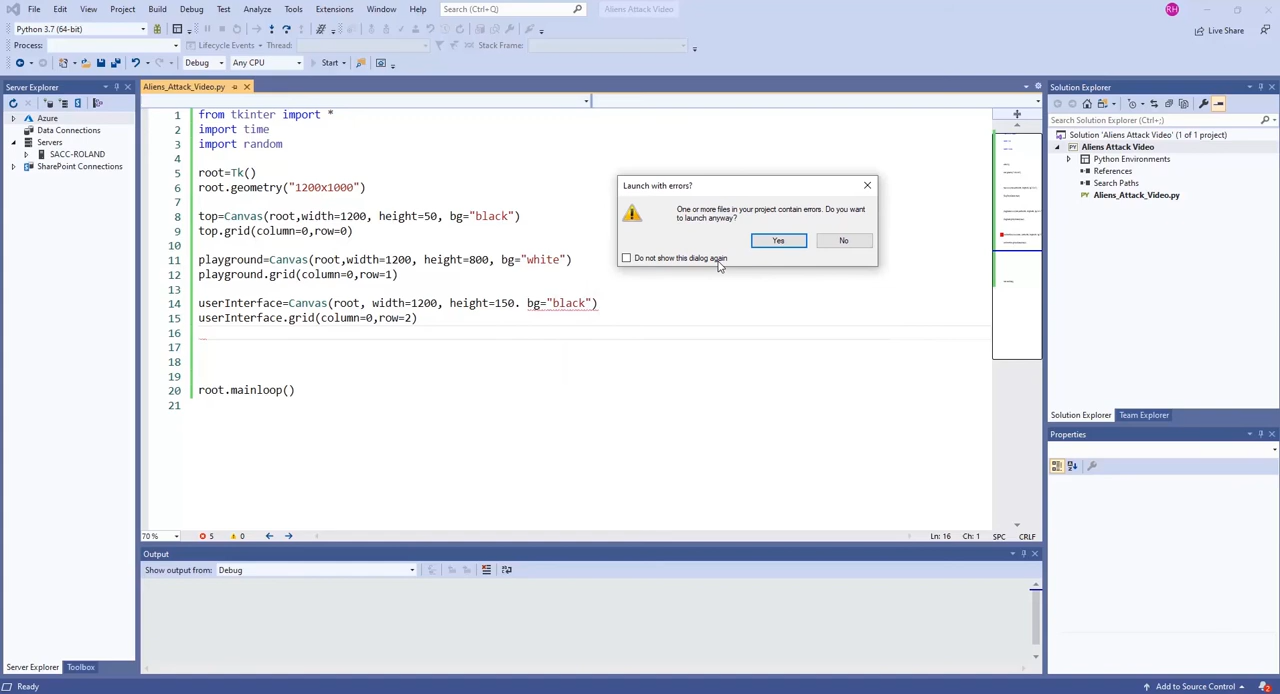 File Edit View Project Build Debug Test Analyze Tools Extensions Window Help Search (Ctrl+Q) Aliens Attack Video RH
Python 3.7 (64-bit) Live Share
Process: Lifecycle Events Thread: Stack Frame:
Debug Any CPU Start
Server Explorer
Azure
Data Connections
Servers
SACC-ROLAND
SharePoint Connections
Aliens_Attack_Video.py
1 from tkinter import *
2 import time
3 import random
4
5 root=Tk()
6 root.geometry("1200x1000")
7
8 top=Canvas(root,width=1200, height=50, bg="black")
9 top.grid(column=0,row=0)
10
11 playground=Canvas(root,width=1200, height=800, bg="white")
12 playground.grid(column=0,row=1)
13
14 userInterface=Canvas(root, width=1200, height=150. bg="black")
15 userInterface.grid(column=0,row=2)
16
17
18
19
20 root.mainloop()
21
Launch with errors?
One or more files in your project contain errors. Do you want
to launch anyway?
Yes No
Do not show this dialog again
Solution Explorer
Search Solution Explorer (Ctrl+;)
Solution 'Aliens Attack Video' (1 of 1 project)
Aliens Attack Video
Python Environments
References
Search Paths
Aliens_Attack_Video.py
Solution Explorer Team Explorer
Properties
70 % 5 0 Ln: 16 Ch: 1 SPC CRLF
Output
Show output from: Debug
Server Explorer Toolbox
Ready Add to Source Control 2